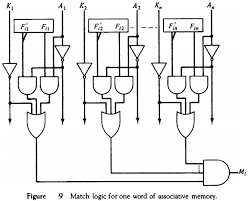 K1 A1 K2 A2 Kn An
F'i1 Fi1 F'i2 Fi2 F'in Fin
Mi
Figure 9 Match logic for one word of associative memory.